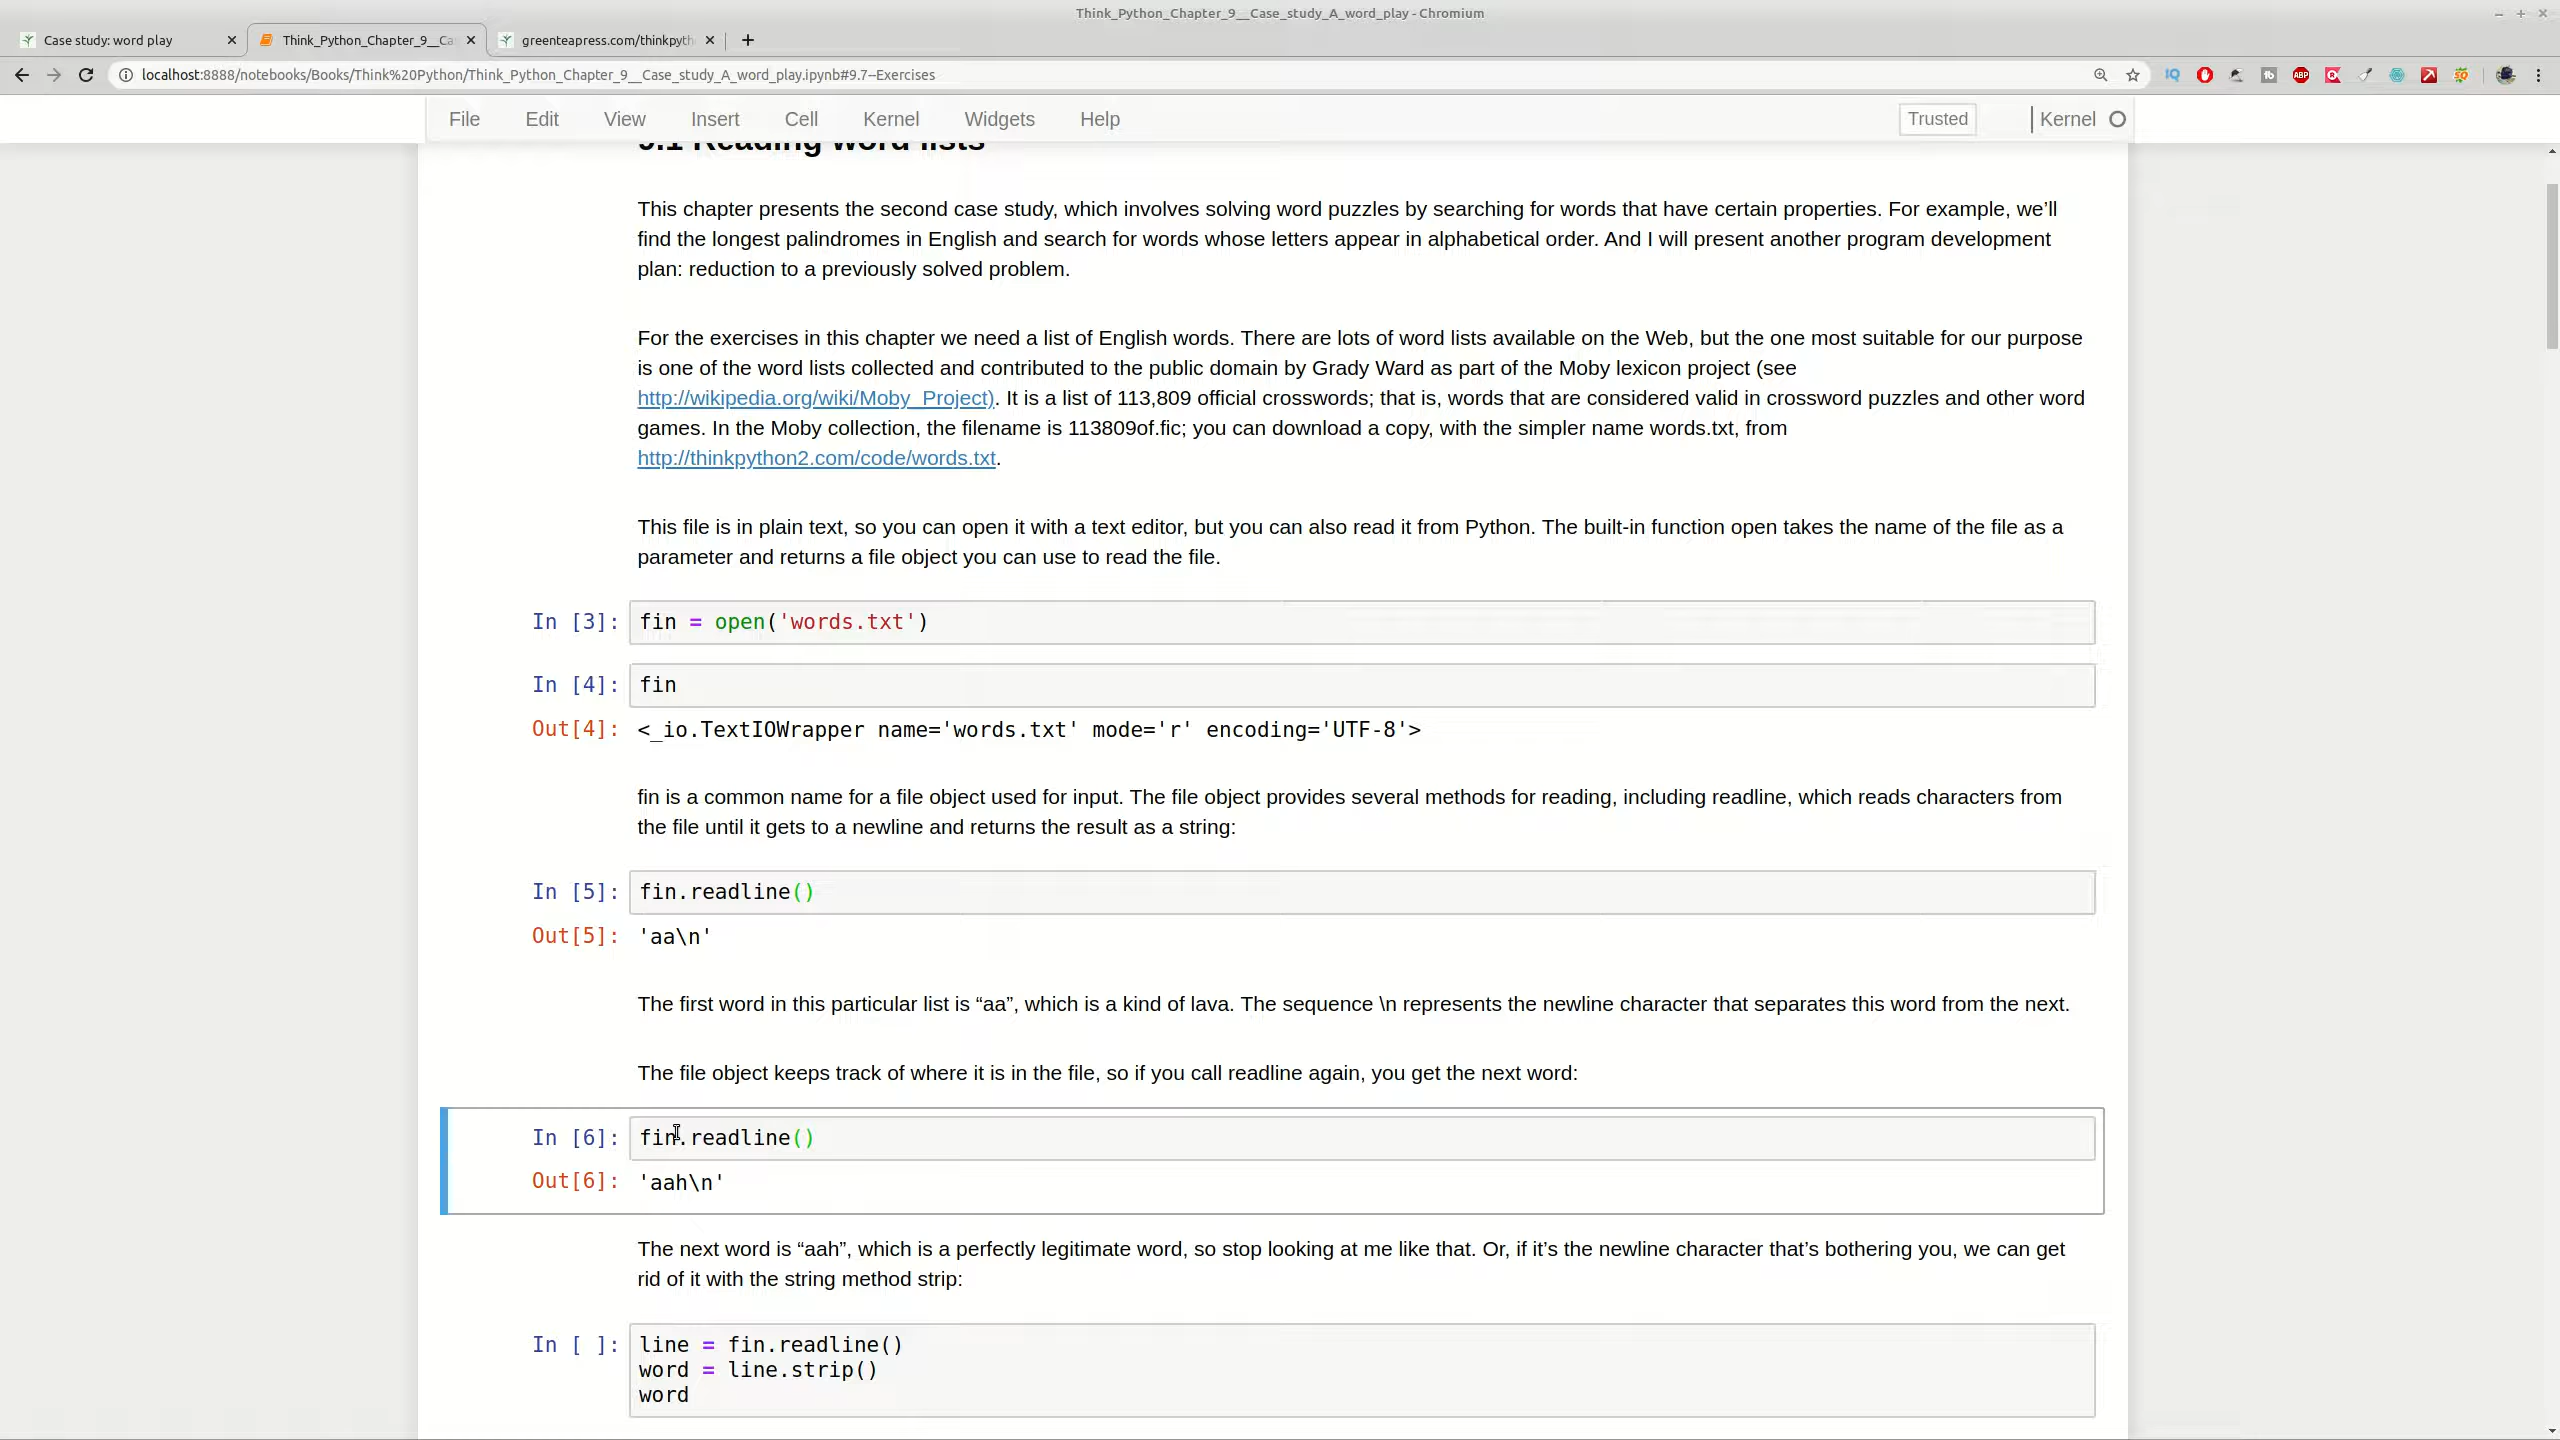 Think_Python_Chapter_9__Case_study_A_word_play - Chromium
Case study: word play
Think_Python_Chapter_9__Ca
greenteapress.com/thinkpyth
localhost:8888/notebooks/Books/Think%20Python/Think_Python_Chapter_9__Case_study_A_word_play.ipynb#9.7--Exercises
File Edit View Insert Cell Kernel Widgets Help Trusted Kernel
9.1 Reading word lists
This chapter presents the second case study, which involves solving word puzzles by searching for words that have certain properties. For example, we’ll
find the longest palindromes in English and search for words whose letters appear in alphabetical order. And I will present another program development
plan: reduction to a previously solved problem.
For the exercises in this chapter we need a list of English words. There are lots of word lists available on the Web, but the one most suitable for our purpose
is one of the word lists collected and contributed to the public domain by Grady Ward as part of the Moby lexicon project (see
http://wikipedia.org/wiki/Moby_Project). It is a list of 113,809 official crosswords; that is, words that are considered valid in crossword puzzles and other word
games. In the Moby collection, the filename is 113809of.fic; you can download a copy, with the simpler name words.txt, from
http://thinkpython2.com/code/words.txt.
This file is in plain text, so you can open it with a text editor, but you can also read it from Python. The built-in function open takes the name of the file as a
parameter and returns a file object you can use to read the file.
In [3]: fin = open('words.txt')
In [4]: fin
Out[4]: <_io.TextIOWrapper name='words.txt' mode='r' encoding='UTF-8'>
fin is a common name for a file object used for input. The file object provides several methods for reading, including readline, which reads characters from
the file until it gets to a newline and returns the result as a string:
In [5]: fin.readline()
Out[5]: 'aa\n'
The first word in this particular list is “aa”, which is a kind of lava. The sequence \n represents the newline character that separates this word from the next.
The file object keeps track of where it is in the file, so if you call readline again, you get the next word:
In [6]: fin.readline()
Out[6]: 'aah\n'
The next word is “aah”, which is a perfectly legitimate word, so stop looking at me like that. Or, if it’s the newline character that’s bothering you, we can get
rid of it with the string method strip:
In [ ]: line = fin.readline()
word = line.strip()
word